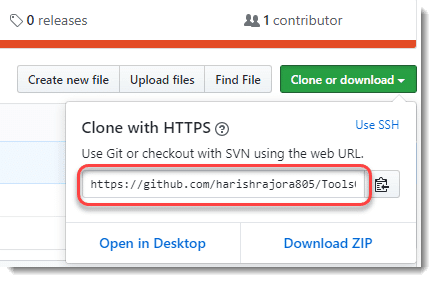 0 releases
1 contributor
Create new file
Upload files
Find File
Clone or download
Clone with HTTPS
Use SSH
Use Git or checkout with SVN using the web URL.
https://github.com/harishrajora805/Tools
Open in Desktop
Download ZIP